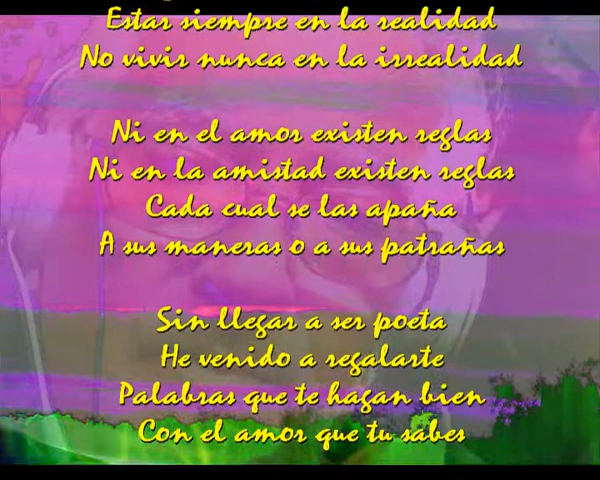 Estar siempre en la realidad
No vivir nunca en la irrealidad
Ni en el amor existen reglas
Ni en la amistad existen reglas
Cada cual se las apaña
A sus maneras o a sus patrañas
Sin llegar a ser poeta
He venido a regalarte
Palabras que te hagan bien
Con el amor que tu sabes